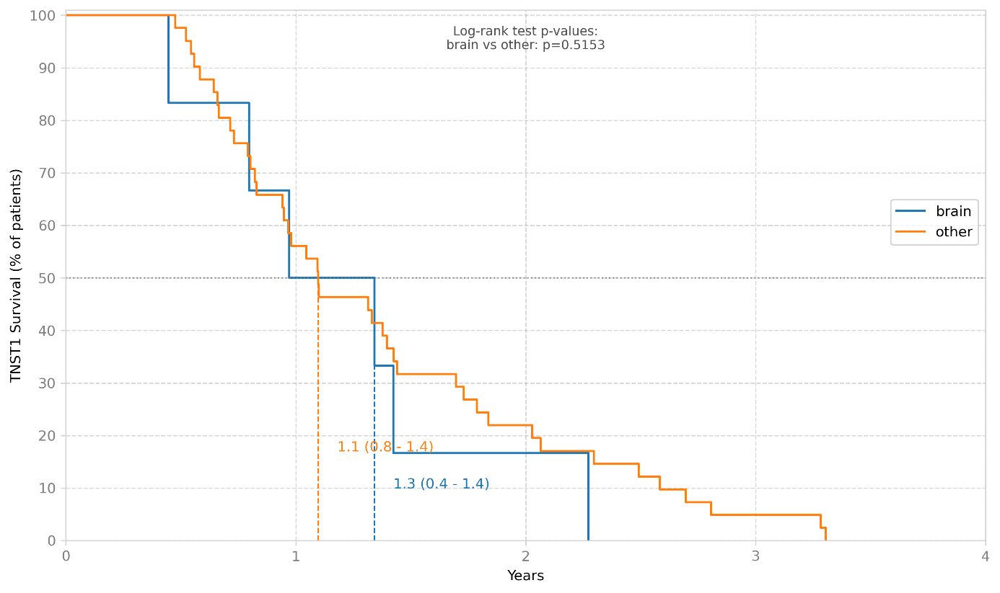 Log-rank test p-values:
brain vs other: p=0.5153
TNST1 Survival (% of patients)
100
90
80
70
60
50
40
30
20
10
0
brain
other
1.1 (0.8 - 1.4)
1.3 (0.4 - 1.4)
0 1 2 3 4
Years